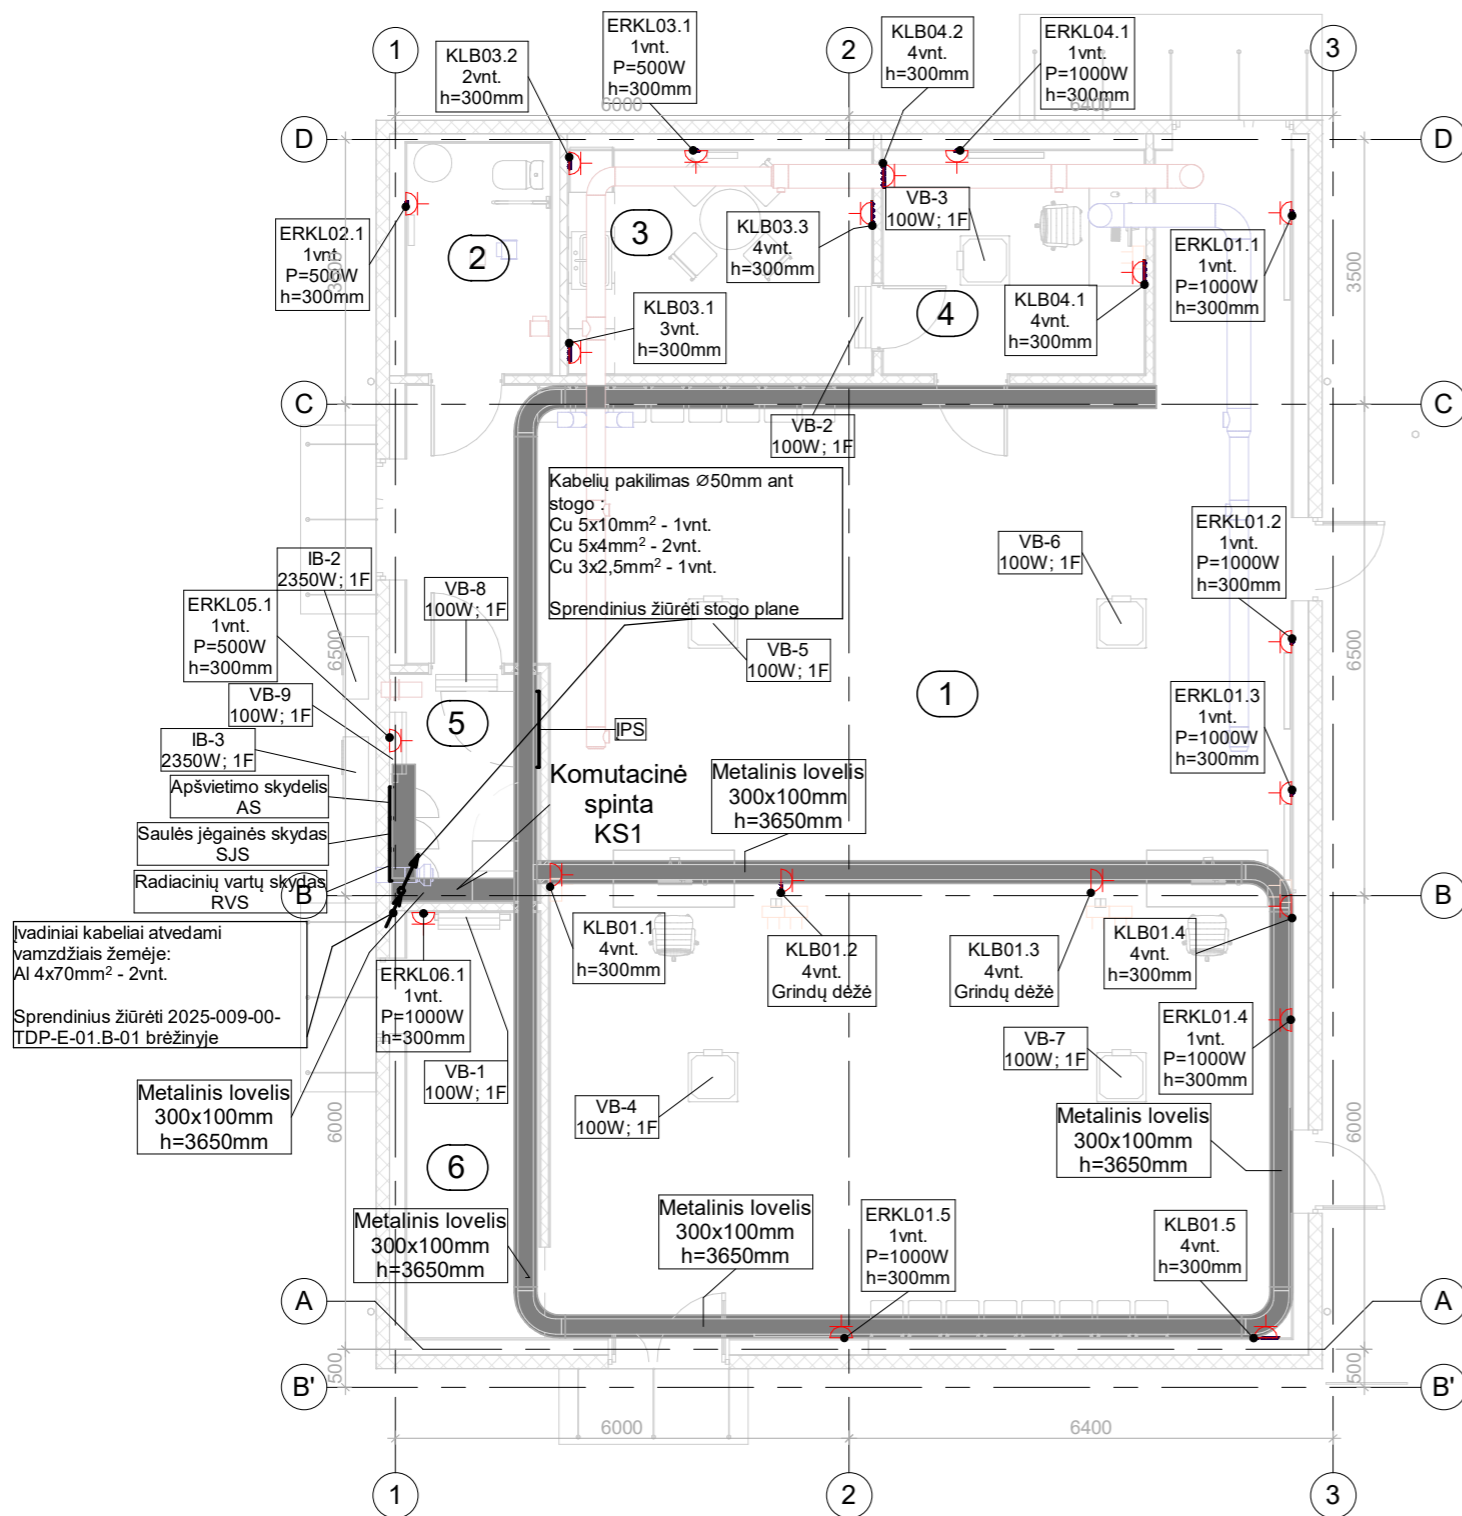 1
2
3
KLB03.2
2vnt.
h=300mm
ERKL03.1
1vnt.
P=500W
h=300mm
KLB04.2
4vnt.
h=300mm
ERKL04.1
1vnt.
P=1000W
h=300mm
6000
6400
D
D
ERKL02.1
1vnt.
P=500W
h=300mm
2
3
KLB03.3
4vnt.
h=300mm
VB-3
100W; 1F
ERKL01.1
1vnt.
P=1000W
h=300mm
3500
KLB03.1
3vnt.
h=300mm
4
KLB04.1
4vnt.
h=300mm
C
C
VB-2
100W; 1F
Kabelių pakilimas Ø50mm ant
stogo :
Cu 5x10mm² - 1vnt.
Cu 5x4mm² - 2vnt.
Cu 3x2,5mm² - 1vnt.
Sprendinius žiūrėti stogo plane
IB-2
2350W; 1F
VB-8
100W; 1F
VB-6
100W; 1F
ERKL01.2
1vnt.
P=1000W
h=300mm
ERKL05.1
1vnt.
P=500W
h=300mm
6500
6500
VB-5
100W; 1F
VB-9
100W; 1F
5
1
ERKL01.3
1vnt.
P=1000W
h=300mm
IB-3
2350W; 1F
IPS
Apšvietimo skydelis
AS
Komutacinė
spinta
KS1
Metalinis lovelis
300x100mm
h=3650mm
Saulės jėgainės skydas
SJS
Radiacinių vartų skydas
RVS
B
B
Įvadiniai kabeliai atvedami
vamzdžiais žemėje:
Al 4x70mm² - 2vnt.
Sprendinius žiūrėti 2025-009-00-
TDP-E-01.B-01 brėžinyje
KLB01.1
4vnt.
h=300mm
KLB01.2
4vnt.
Grindų dėžė
KLB01.3
4vnt.
Grindų dėžė
KLB01.4
4vnt.
h=300mm
ERKL06.1
1vnt.
P=1000W
h=300mm
ERKL01.4
1vnt.
P=1000W
h=300mm
VB-1
100W; 1F
VB-4
100W; 1F
VB-7
100W; 1F
Metalinis lovelis
300x100mm
h=3650mm
6000
6000
Metalinis lovelis
300x100mm
h=3650mm
6
Metalinis lovelis
300x100mm
h=3650mm
Metalinis lovelis
300x100mm
h=3650mm
ERKL01.5
1vnt.
P=1000W
h=300mm
KLB01.5
4vnt.
h=300mm
A
A
500
500
B'
B'
6000
6400
1
2
3